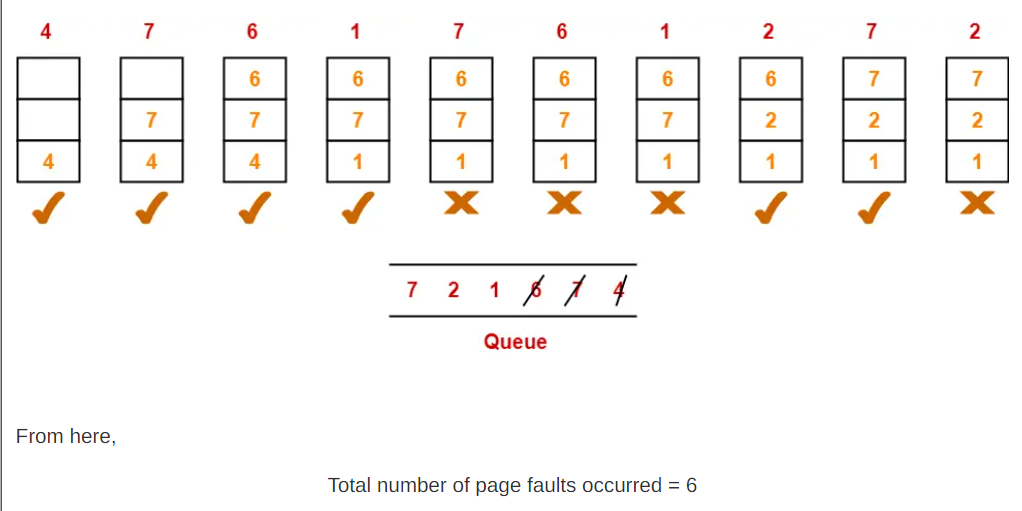 4 7 6 1 7 6 1 2 7 2
6 6 6 6 6 6 7 7
7 7 7 7 7 7 2 2 2
4 4 4 1 1 1 1 1 1 1
7 2 1 6 7 4
Queue
From here,
Total number of page faults occurred = 6